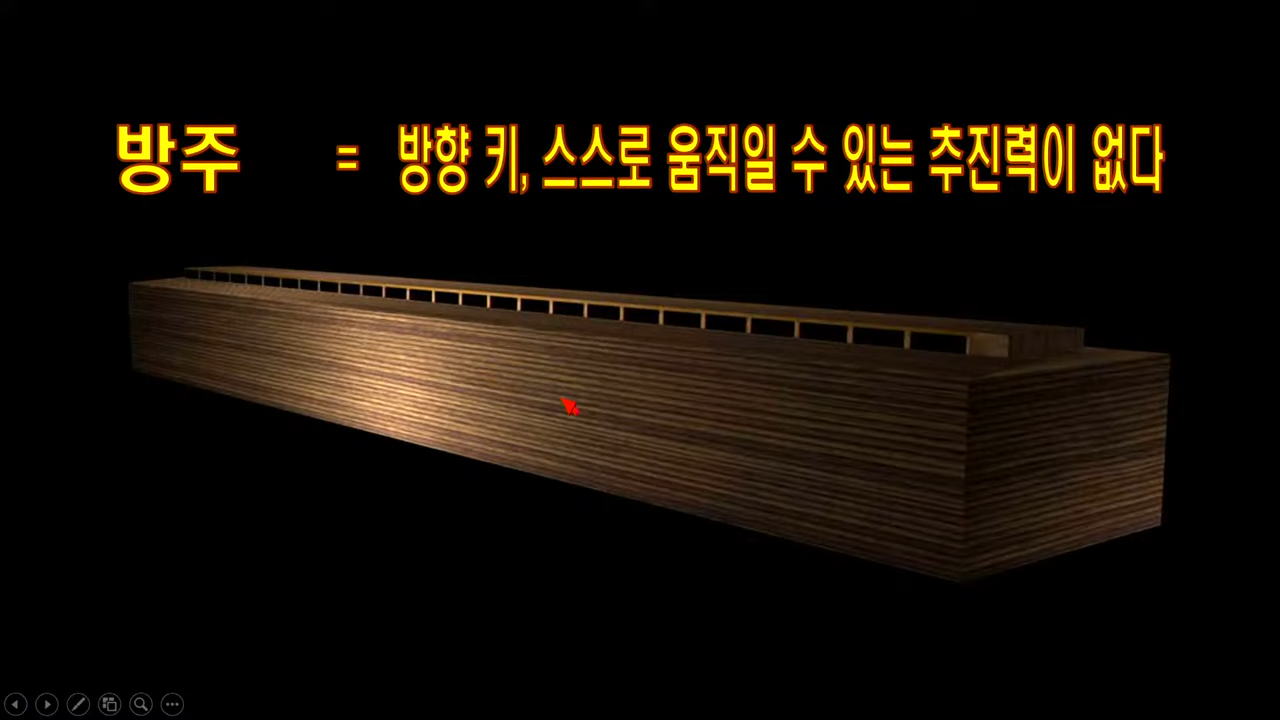 방주 = 방향 키, 스스로 움직일 수 있는 추진력이 없다